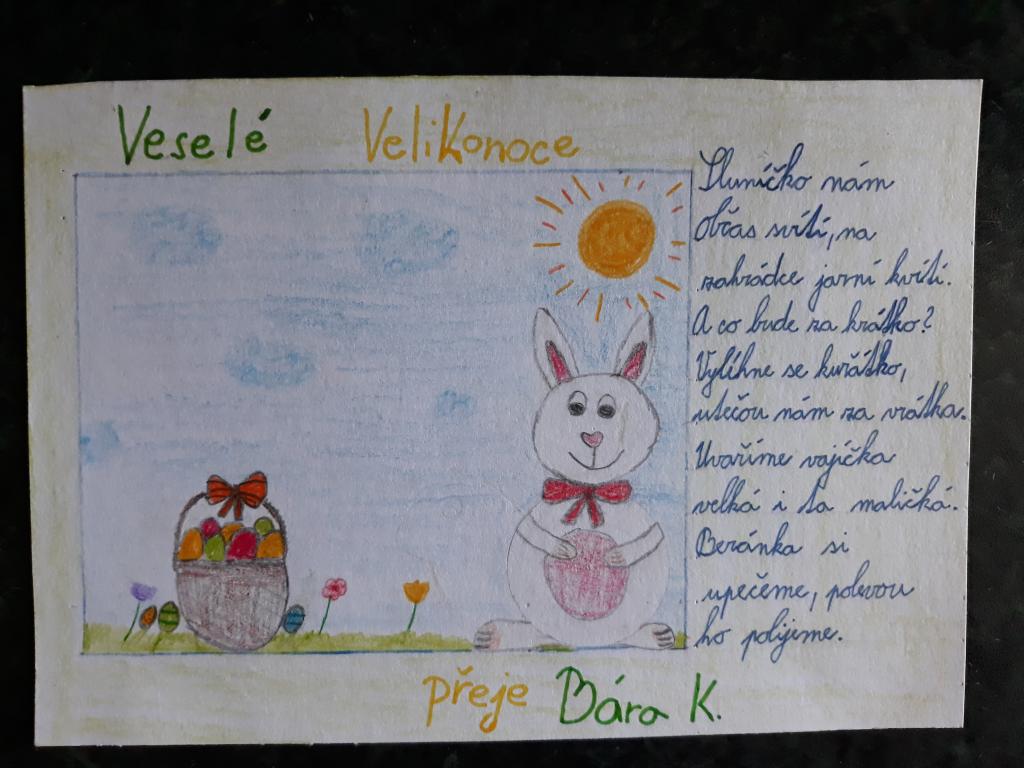 Veselé Velikonoce
Sluníčko nám
občas svítí, na
zahrádce jarní kvítí.
A co bude za krátko?
Vylíhne se kuřátko,
utečou nám za vrátka.
Uvaříme vajíčka
velká i ta maličká.
Beránka si
upečeme, polevou
ho polijeme.
přeje Bára K.